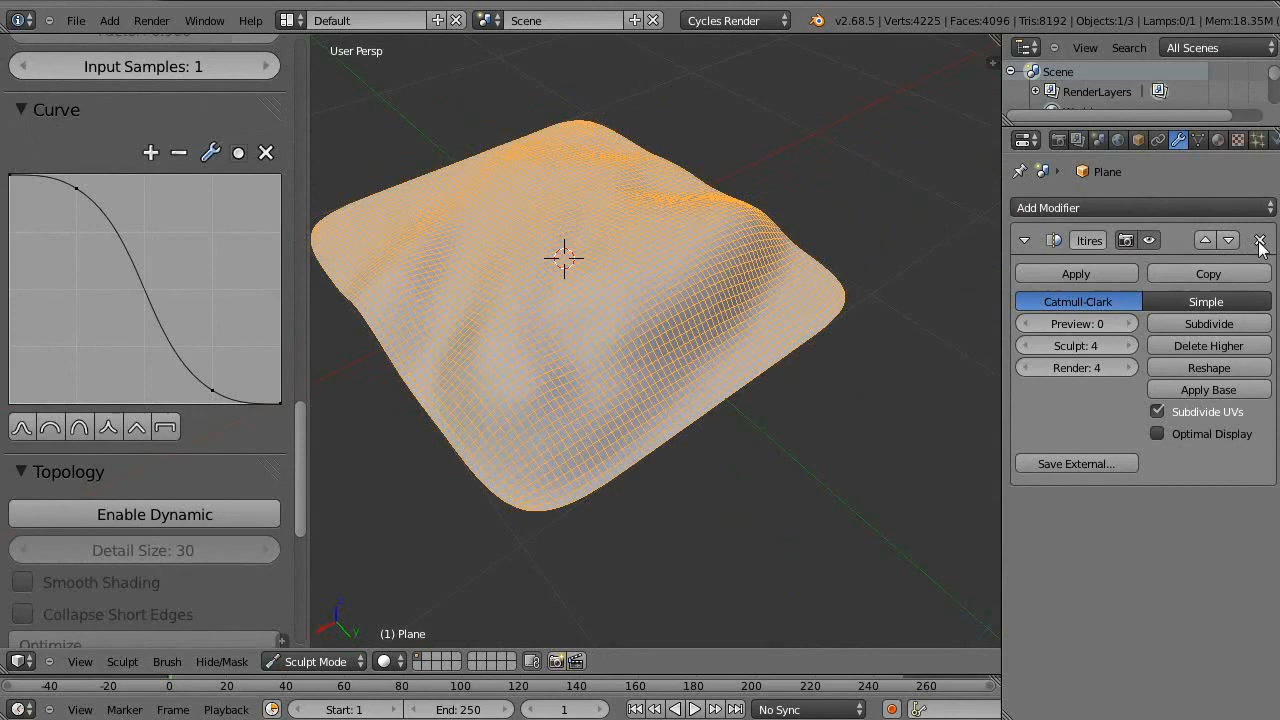 File Add Render Window Help Default Scene Cycles Render v2.68.5 | Verts:4225 | Faces:4096 | Tris:8192 | Objects:1/3 | Lamps:0/1 | Mem:18.35M
Input Samples: 1
Curve
Topology
Enable Dynamic
Detail Size: 30
Smooth Shading
Collapse Short Edges
Optimize
User Persp
(1) Plane
View Search All Scenes
Scene
RenderLayers
Plane
Add Modifier
ltires
Apply Copy
Catmull-Clark Simple
Preview: 0 Subdivide
Sculpt: 4 Delete Higher
Render: 4 Reshape
Apply Base
Subdivide UVs
Optimal Display
Save External...
View Sculpt Brush Hide/Mask Sculpt Mode
-40 -20 0 20 40 60 80 100 120 140 160 180 200 220 240 260
View Marker Frame Playback Start: 1 End: 250 1 No Sync